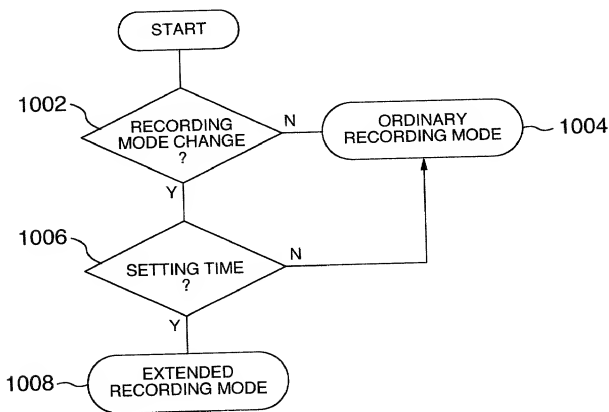 START
1002
RECORDING
MODE CHANGE
?
N
ORDINARY
RECORDING MODE
1004
Y
1006
SETTING TIME
?
N
Y
1008
EXTENDED
RECORDING MODE